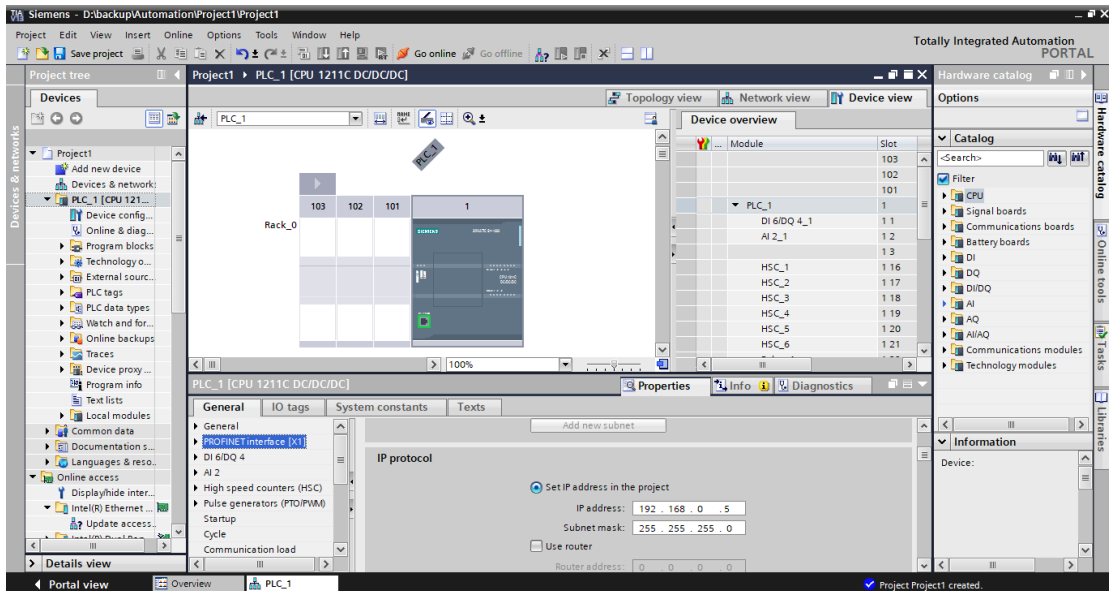 Siemens - D:\backup\Automation\Project1\Project1
Project Edit View Insert Online Options Tools Window Help
Totally Integrated Automation
PORTAL
Save project Go online Go offline
Project tree
Devices
Devices & networks
Project1
Add new device
Devices & network:
PLC_1 [CPU 121...
Device config...
Online & diag...
Program blocks
Technology o...
External sourc...
PLC tags
PLC data types
Watch and for...
Online backups
Traces
Device proxy ...
Program info
Text lists
Local modules
Common data
Documentation s...
Languages & reso..
Online access
Display/hide inter...
Intel(R) Ethernet ...
Update access..
Details view
Project1 PLC_1 [CPU 1211C DC/DC/DC]
Topology view Network view Device view
PLC_1
PLC_1
103 102 101 1
Rack_0
SIEMENS
100%
Device overview
... Module Slot
103
102
101
PLC_1 1
DI 6/DQ 4_1 1 1
AI 2_1 1 2
1 3
HSC_1 1 16
HSC_2 1 17
HSC_3 1 18
HSC_4 1 19
HSC_5 1 20
HSC_6 1 21
PLC_1 [CPU 1211C DC/DC/DC]
Properties Info Diagnostics
General IO tags System constants Texts
General
PROFINET interface [X1]
DI 6/DQ 4
AI 2
High speed counters (HSC)
Pulse generators (PTO/PWM)
Startup
Cycle
Communication load
Add new subnet
IP protocol
Set IP address in the project
IP address: 192 . 168 . 0 . 5
Subnet mask: 255 . 255 . 255 . 0
Use router
Router address: 0 . 0 . 0 . 0
Hardware catalog
Options
Catalog
<Search>
Filter
CPU
Signal boards
Communications boards
Battery boards
DI
DQ
DI/DQ
AI
AQ
AI/AQ
Communications modules
Technology modules
Information
Device:
Hardware catalog
Online tools
Tasks
Libraries
Portal view Overview PLC_1 Project Project1 created.